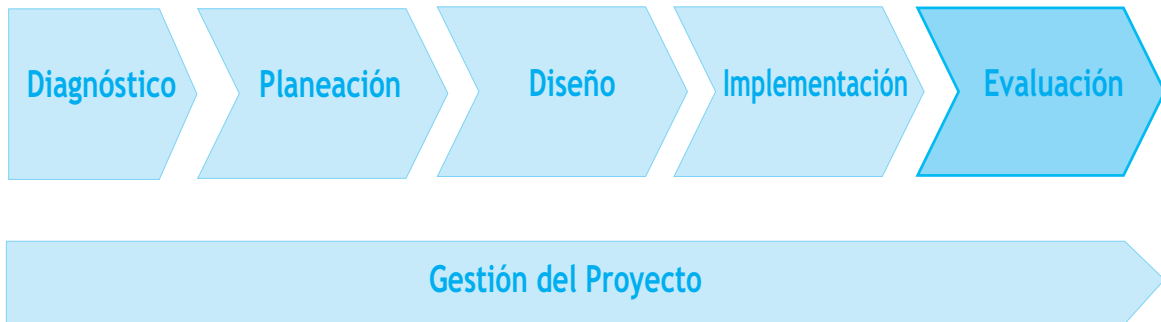 Diagnóstico
Planeación
Diseño
Implementación
Evaluación
Gestión del Proyecto